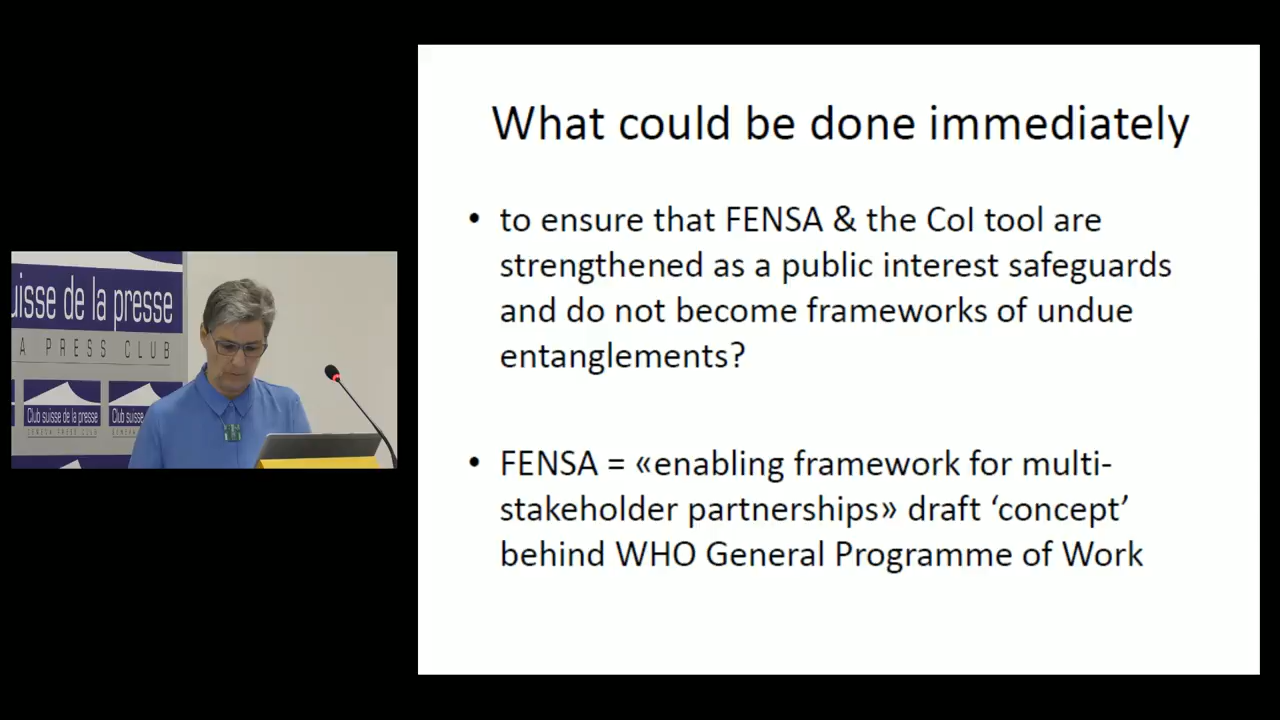 What could be done immediately
• to ensure that FENSA & the CoI tool are
strengthened as a public interest safeguards
and do not become frameworks of undue
entanglements?
• FENSA = «enabling framework for multi-
stakeholder partnerships» draft ‘concept’
behind WHO General Programme of Work
uisse de la presse
A PRESS CLUB
Club suisse de la presse
Club suisse de la presse